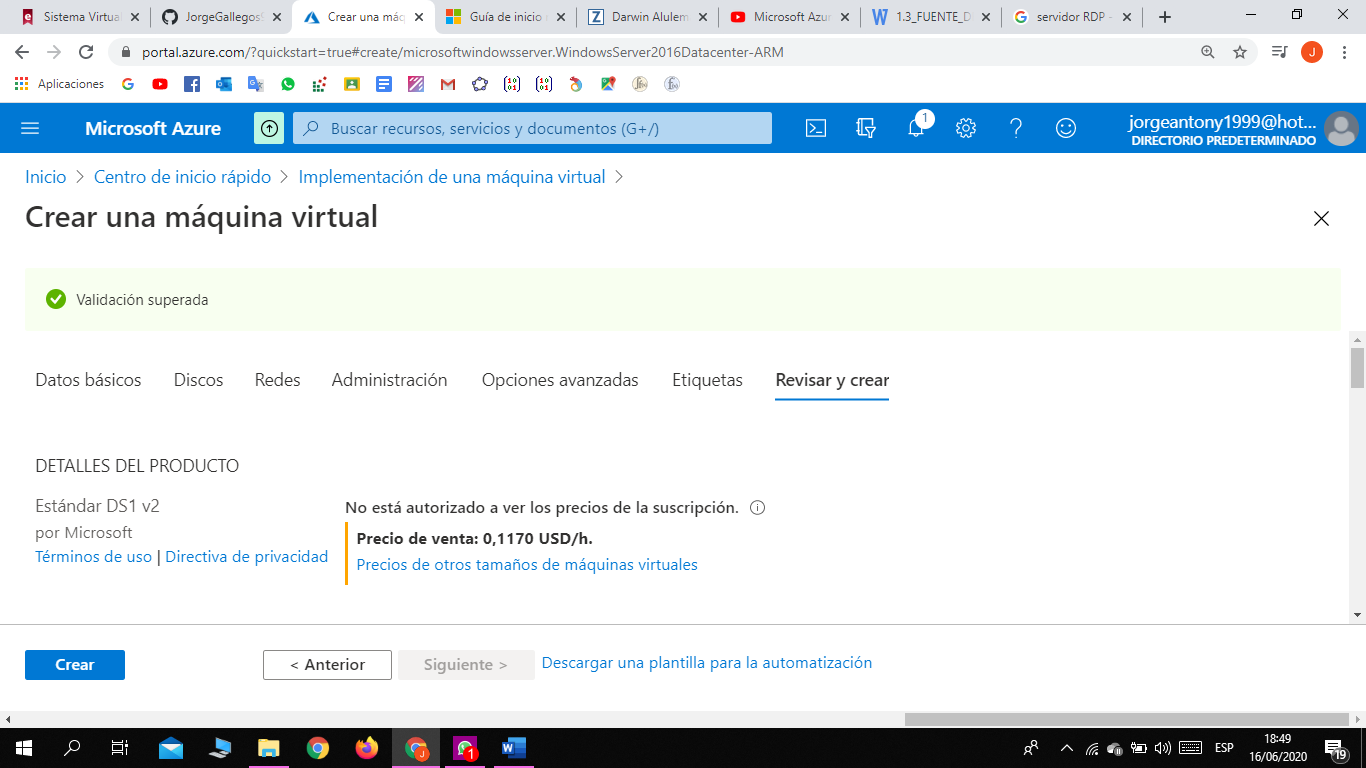 Sistema Virtua
JorgeGallegos
Crear una máq
Guía de inicio
Darwin Alulem
Microsoft Azur
1.3_FUENTE_D
servidor RDP -
portal.azure.com/?quickstart=true#create/microsoftwindowsserver.WindowsServer2016Datacenter-ARM
J
Aplicaciones
Microsoft Azure
Buscar recursos, servicios y documentos (G+/)
1
jorgeantony1999@hot...
DIRECTORIO PREDETERMINADO
Inicio > Centro de inicio rápido > Implementación de una máquina virtual >
Crear una máquina virtual
Validación superada
Datos básicos Discos Redes Administración Opciones avanzadas Etiquetas Revisar y crear
DETALLES DEL PRODUCTO
Estándar DS1 v2
por Microsoft
Términos de uso | Directiva de privacidad
No está autorizado a ver los precios de la suscripción.
Precio de venta: 0,1170 USD/h.
Precios de otros tamaños de máquinas virtuales
Crear
< Anterior
Siguiente >
Descargar una plantilla para la automatización
ESP
18:49
16/06/2020
19